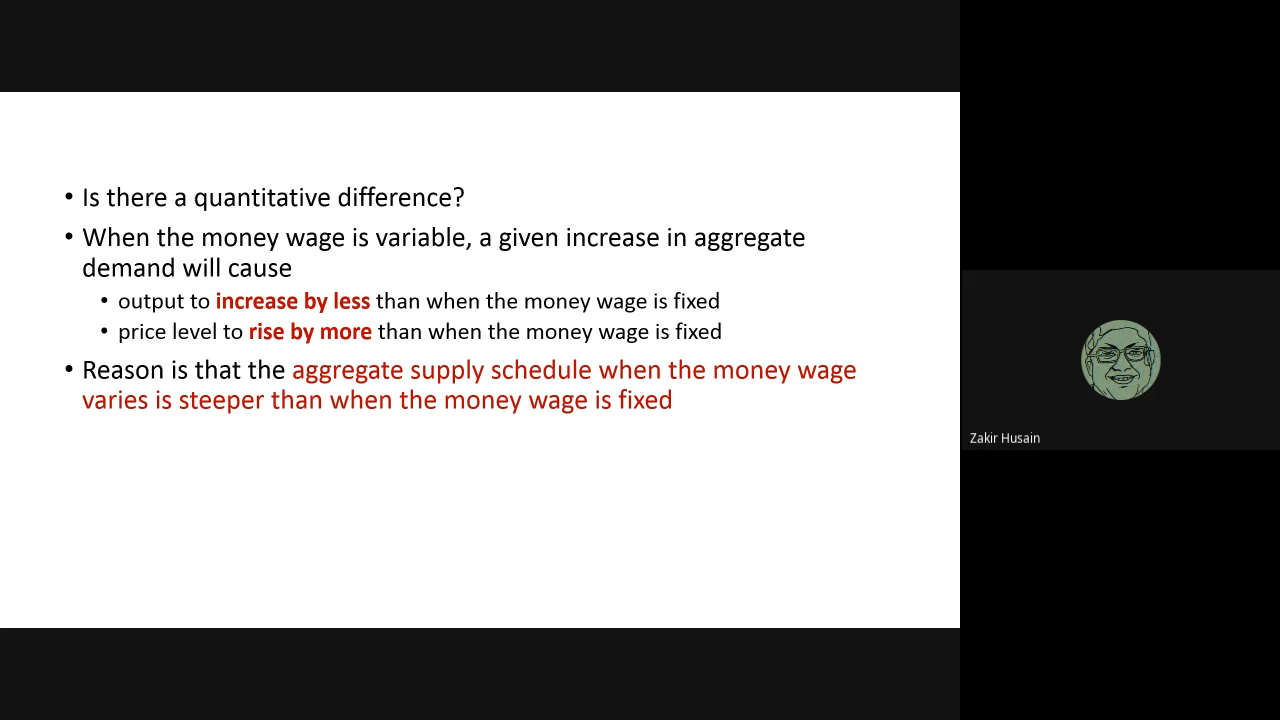 • Is there a quantitative difference?
• When the money wage is variable, a given increase in aggregate
demand will cause
• output to increase by less than when the money wage is fixed
• price level to rise by more than when the money wage is fixed
• Reason is that the aggregate supply schedule when the money wage
varies is steeper than when the money wage is fixed
Zakir Husain